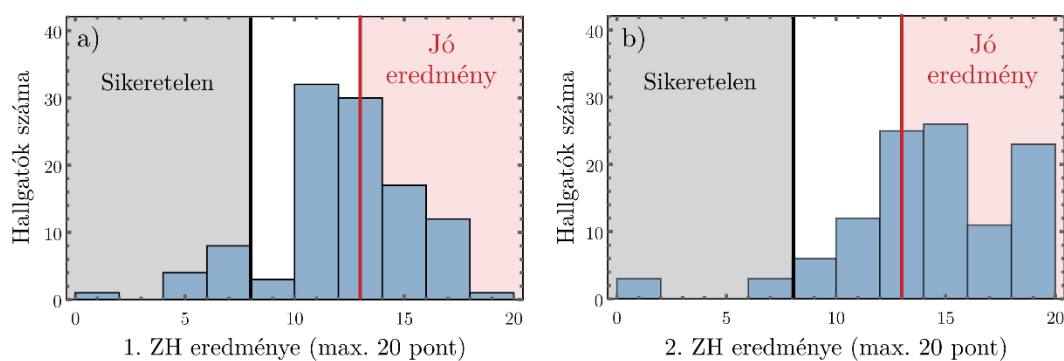 a)
Sikeretelen
Jó
eredmény
Hallgatók száma
40
30
20
10
0
0 5 10 15 20
1. ZH eredménye (max. 20 pont)
b)
Sikeretelen
Jó
eredmény
Hallgatók száma
40
30
20
10
0
0 5 10 15 20
2. ZH eredménye (max. 20 pont)